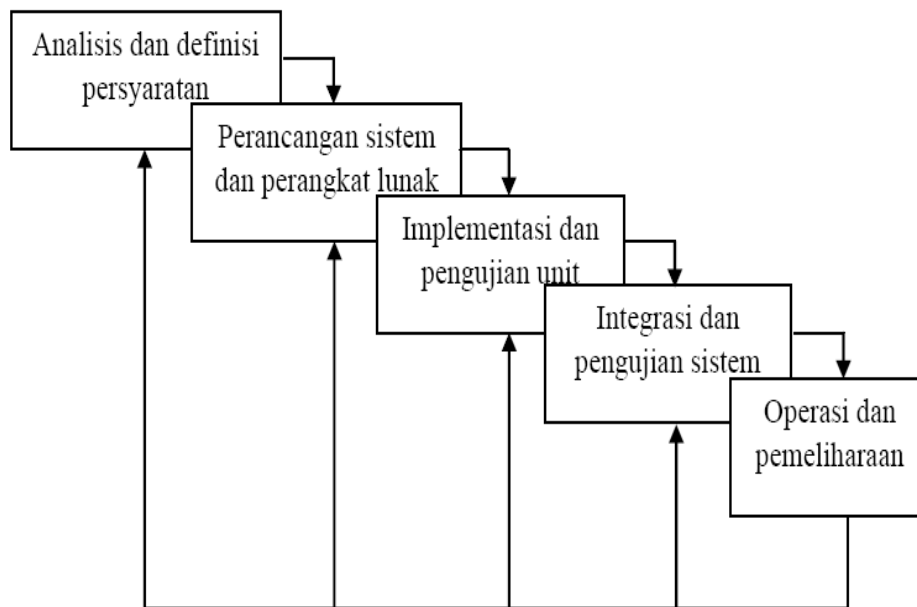 Analisis dan definisi
persyaratan
Perancangan sistem
dan perangkat lunak
Implementasi dan
pengujian unit
Integrasi dan
pengujian sistem
Operasi dan
pemeliharaan